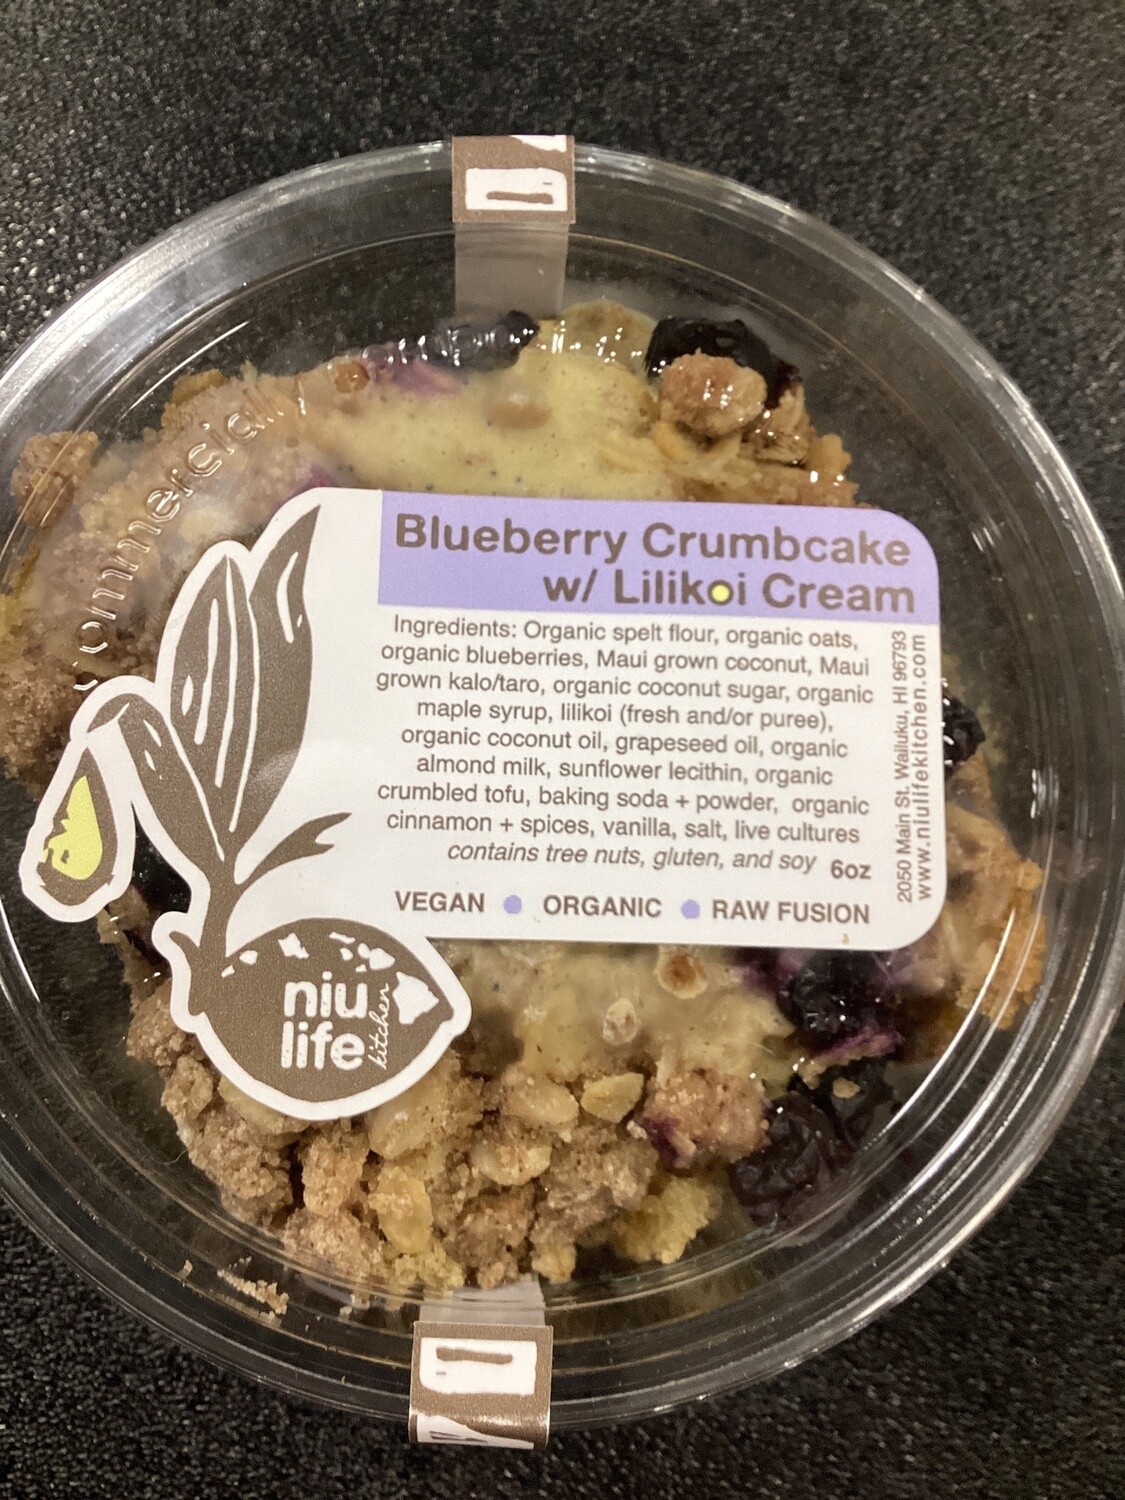 Blueberry Crumbcake
w/ Lilikoi Cream
Ingredients: Organic spelt flour, organic oats,
organic blueberries, Maui grown coconut, Maui
grown kalo/taro, organic coconut sugar, organic
maple syrup, lilikoi (fresh and/or puree),
organic coconut oil, grapeseed oil, organic
almond milk, sunflower lecithin, organic
crumbled tofu, baking soda + powder, organic
cinnamon + spices, vanilla, salt, live cultures
contains tree nuts, gluten, and soy 6oz
VEGAN ORGANIC RAW FUSION
2050 Main St. Wailuku, HI 96793
www.niulifekitchen.com
niu
life
kitchen
commercial